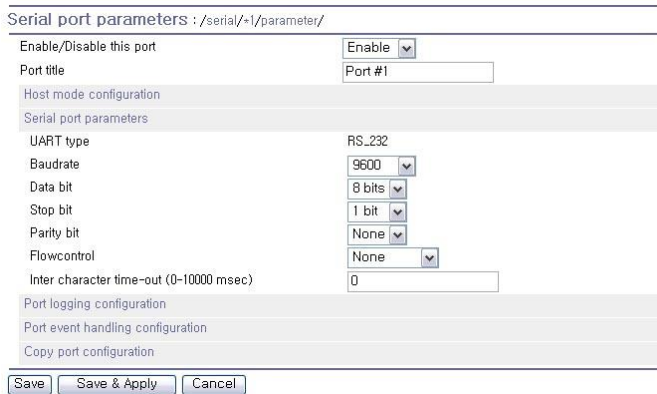 Serial port parameters : /serial/*1/parameter/
Enable/Disable this port Enable
Port title Port #1
Host mode configuration
Serial port parameters
UART type RS_232
Baudrate 9600
Data bit 8 bits
Stop bit 1 bit
Parity bit None
Flowcontrol None
Inter character time-out (0-10000 msec) 0
Port logging configuration
Port event handling configuration
Copy port configuration
Save Save & Apply Cancel